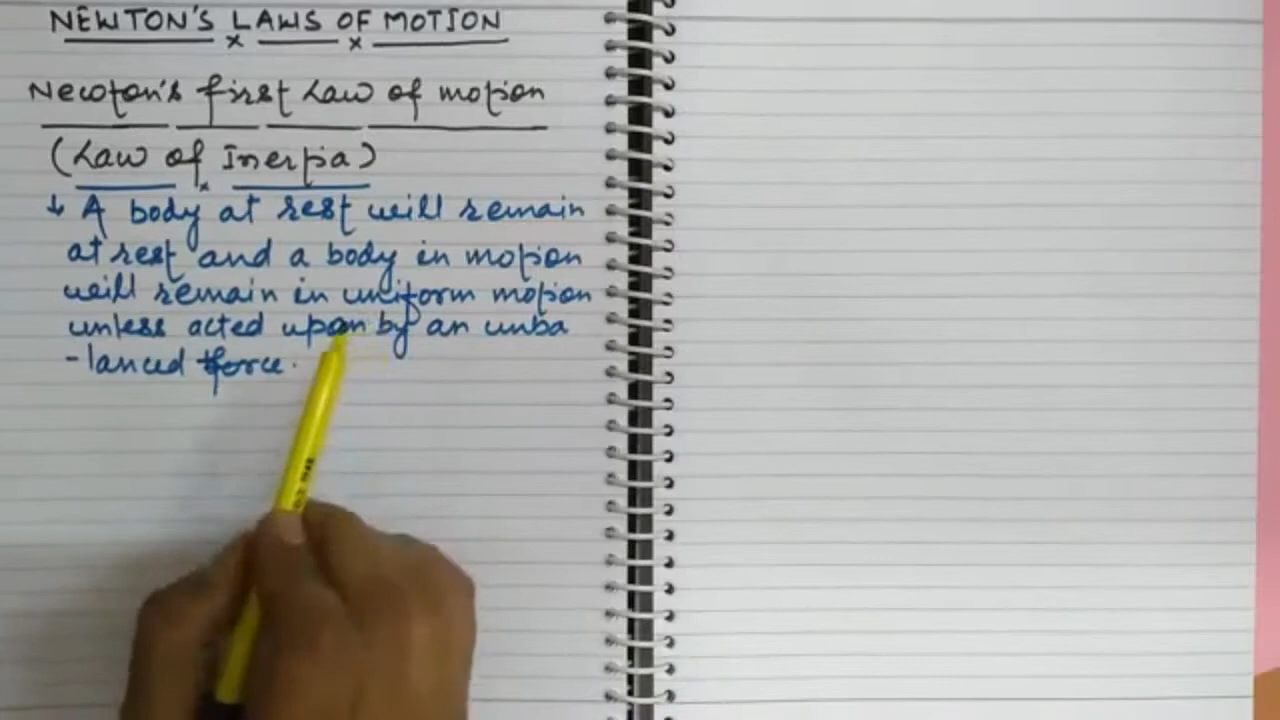 NEWTON'S LAWS OF MOTION
Newton's first Law of motion
(Law of Inertia)
↓ A body at rest will remain
at rest and a body in motion
will remain in uniform motion
unless acted upon by an unba
-lanced force.